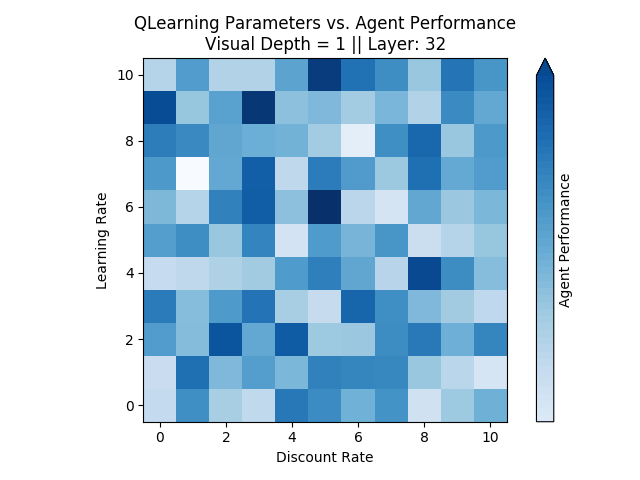 QLearning Parameters vs. Agent Performance
Visual Depth = 1 || Layer: 32
10
8
6
4
2
0
Learning Rate
0 2 4 6 8 10
Discount Rate
Agent Performance